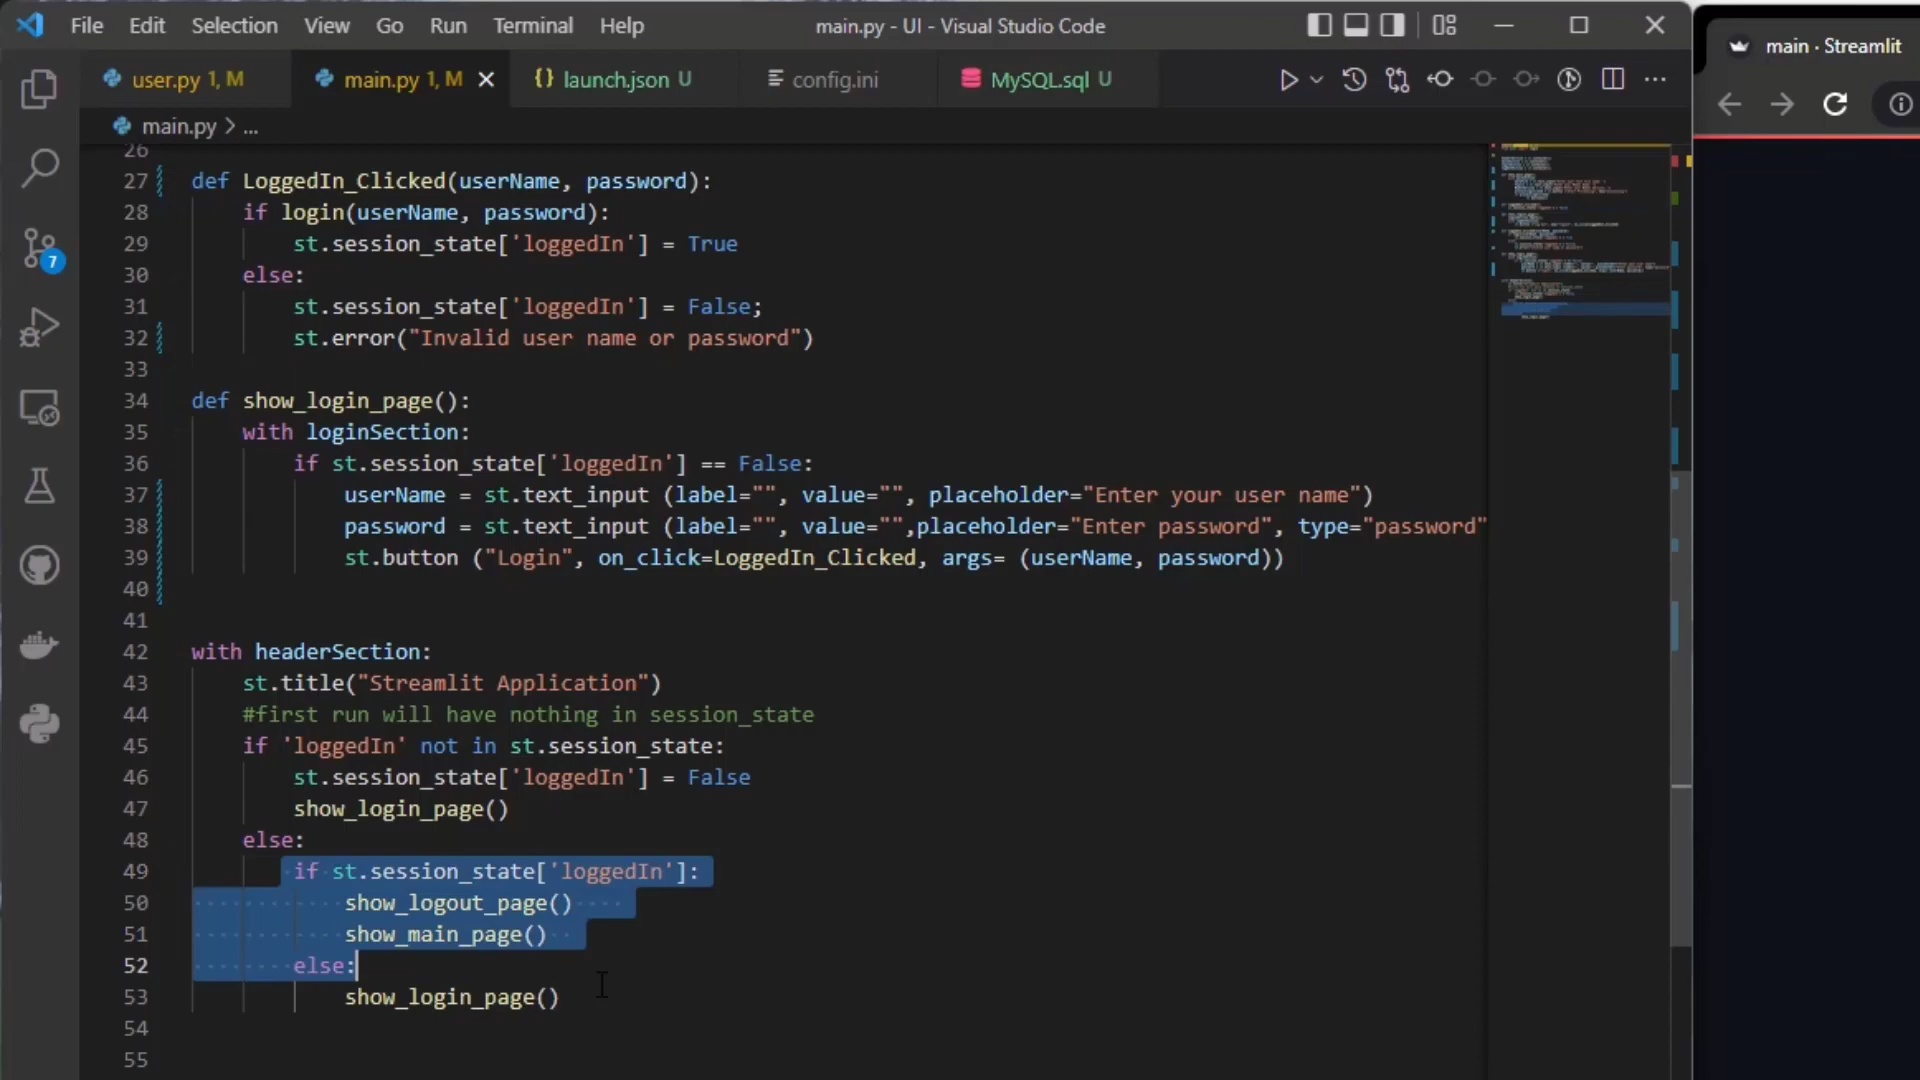 File Edit Selection View Go Run Terminal Help main.py - UI - Visual Studio Code
main · Streamlit
user.py 1, M main.py 1, M launch.json U config.ini MySQL.sql U
main.py > ...
26
27 def LoggedIn_Clicked(userName, password):
28 if login(userName, password):
29 st.session_state['loggedIn'] = True
30 else:
31 st.session_state['loggedIn'] = False;
32 st.error("Invalid user name or password")
33
34 def show_login_page():
35 with loginSection:
36 if st.session_state['loggedIn'] == False:
37 userName = st.text_input (label="", value="", placeholder="Enter your user name")
38 password = st.text_input (label="", value="",placeholder="Enter password", type="password"
39 st.button ("Login", on_click=LoggedIn_Clicked, args= (userName, password))
40
41
42 with headerSection:
43 st.title("Streamlit Application")
44 #first run will have nothing in session_state
45 if 'loggedIn' not in st.session_state:
46 st.session_state['loggedIn'] = False
47 show_login_page()
48 else:
49 if st.session_state['loggedIn']:
50 show_logout_page()
51 show_main_page()
52 else:
53 show_login_page()
54
55
7